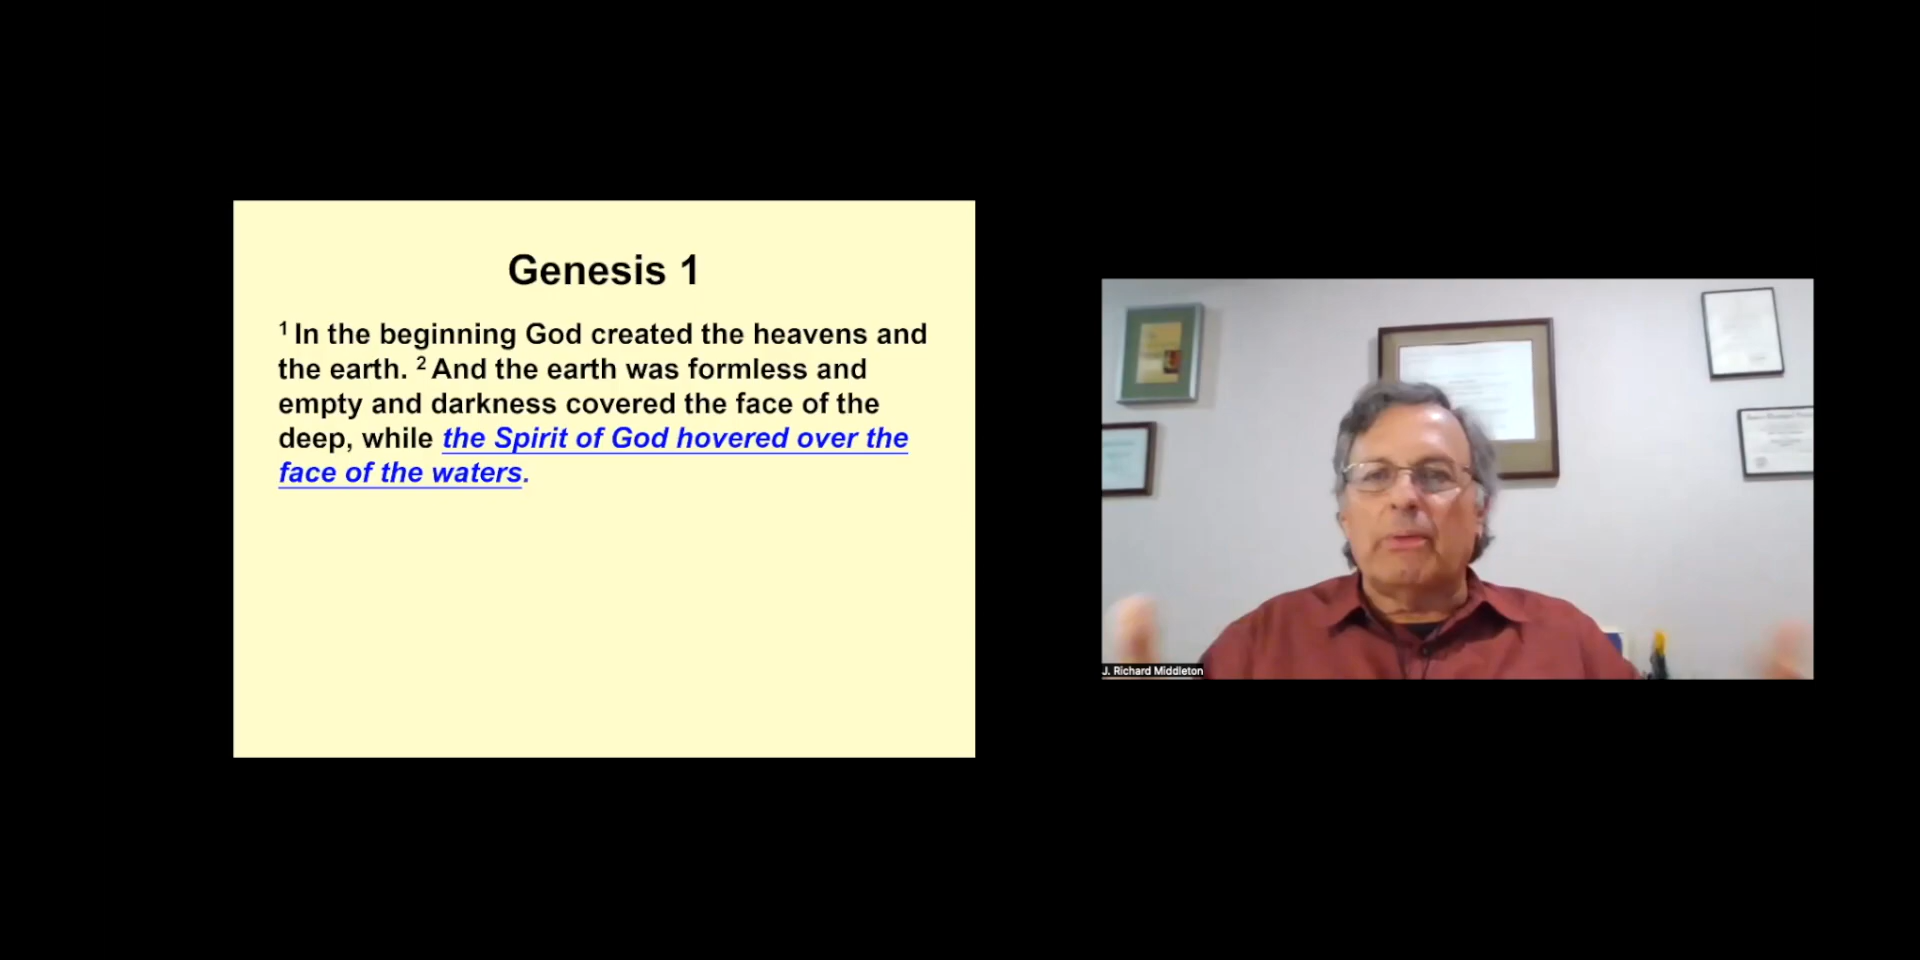 Genesis 1
1 In the beginning God created the heavens and
the earth. 2 And the earth was formless and
empty and darkness covered the face of the
deep, while the Spirit of God hovered over the
face of the waters.
J. Richard Middleton